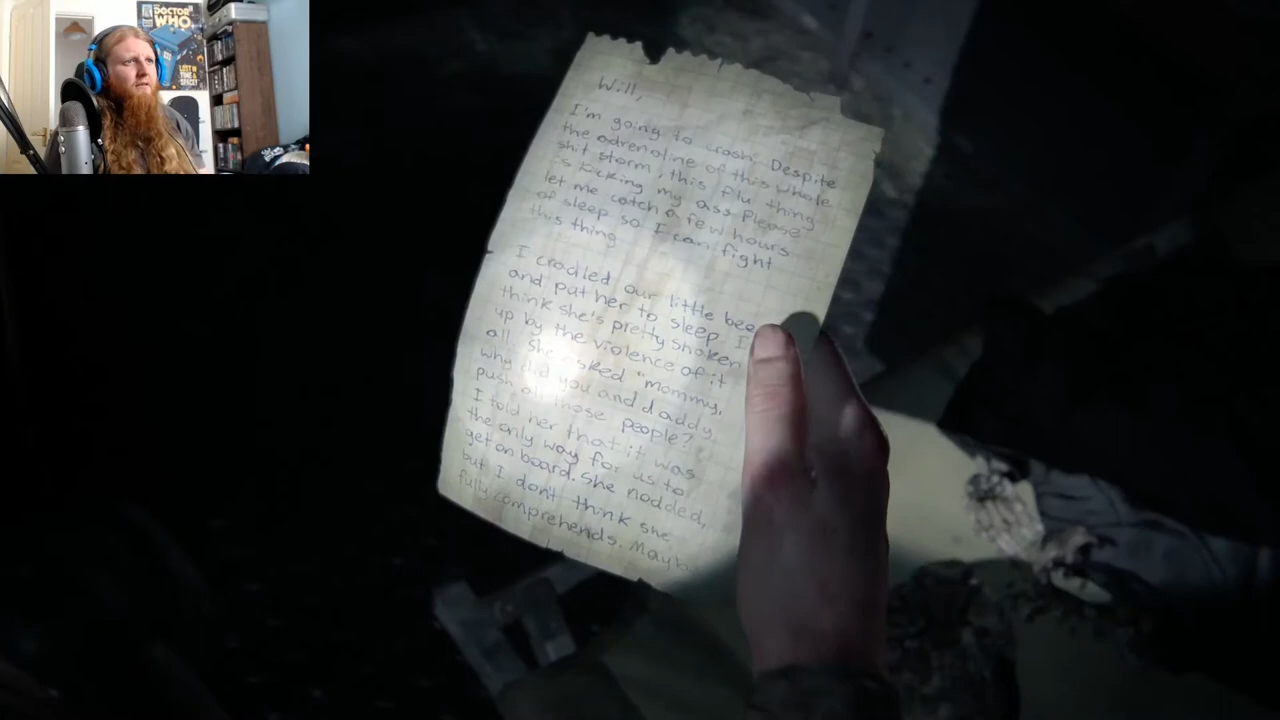 DOCTOR
WHO
LOST IN
TIME &
SPACE!
Will,
I'm going to crash. Despite
the adrenaline of this whole
shit storm, this flu thing
is kicking my ass. Please
let me catch a few hours
of sleep so I can fight
this thing
I cradled our little bee
and put her to sleep. I
think she's pretty shaken
up by the violence of it
all. She asked "mommy,
why did you and daddy
push all those people?
I told her that it was
the only way for us to
get on board. She nodded,
but I don't think she
fully comprehends.